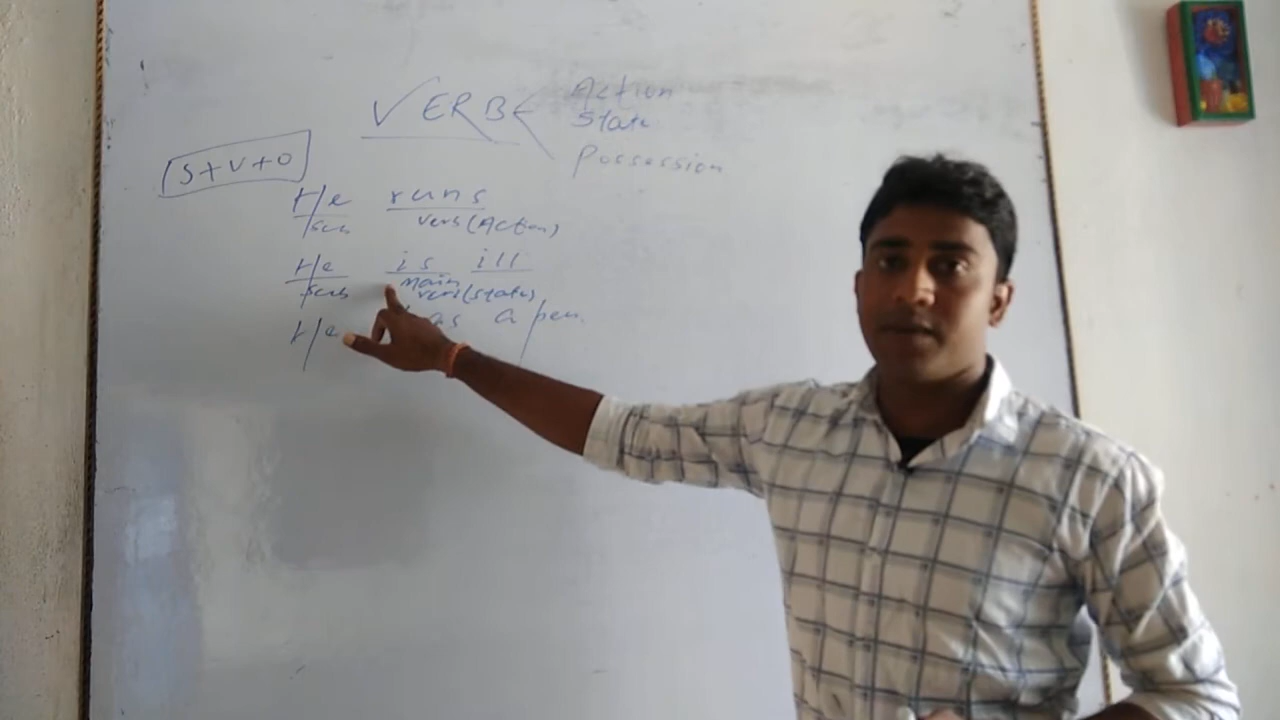 VERB
Action
State
Possession
S+V+O
He runs
sub verb (Action)
He is ill
sub main verb (State)
He has a pen.